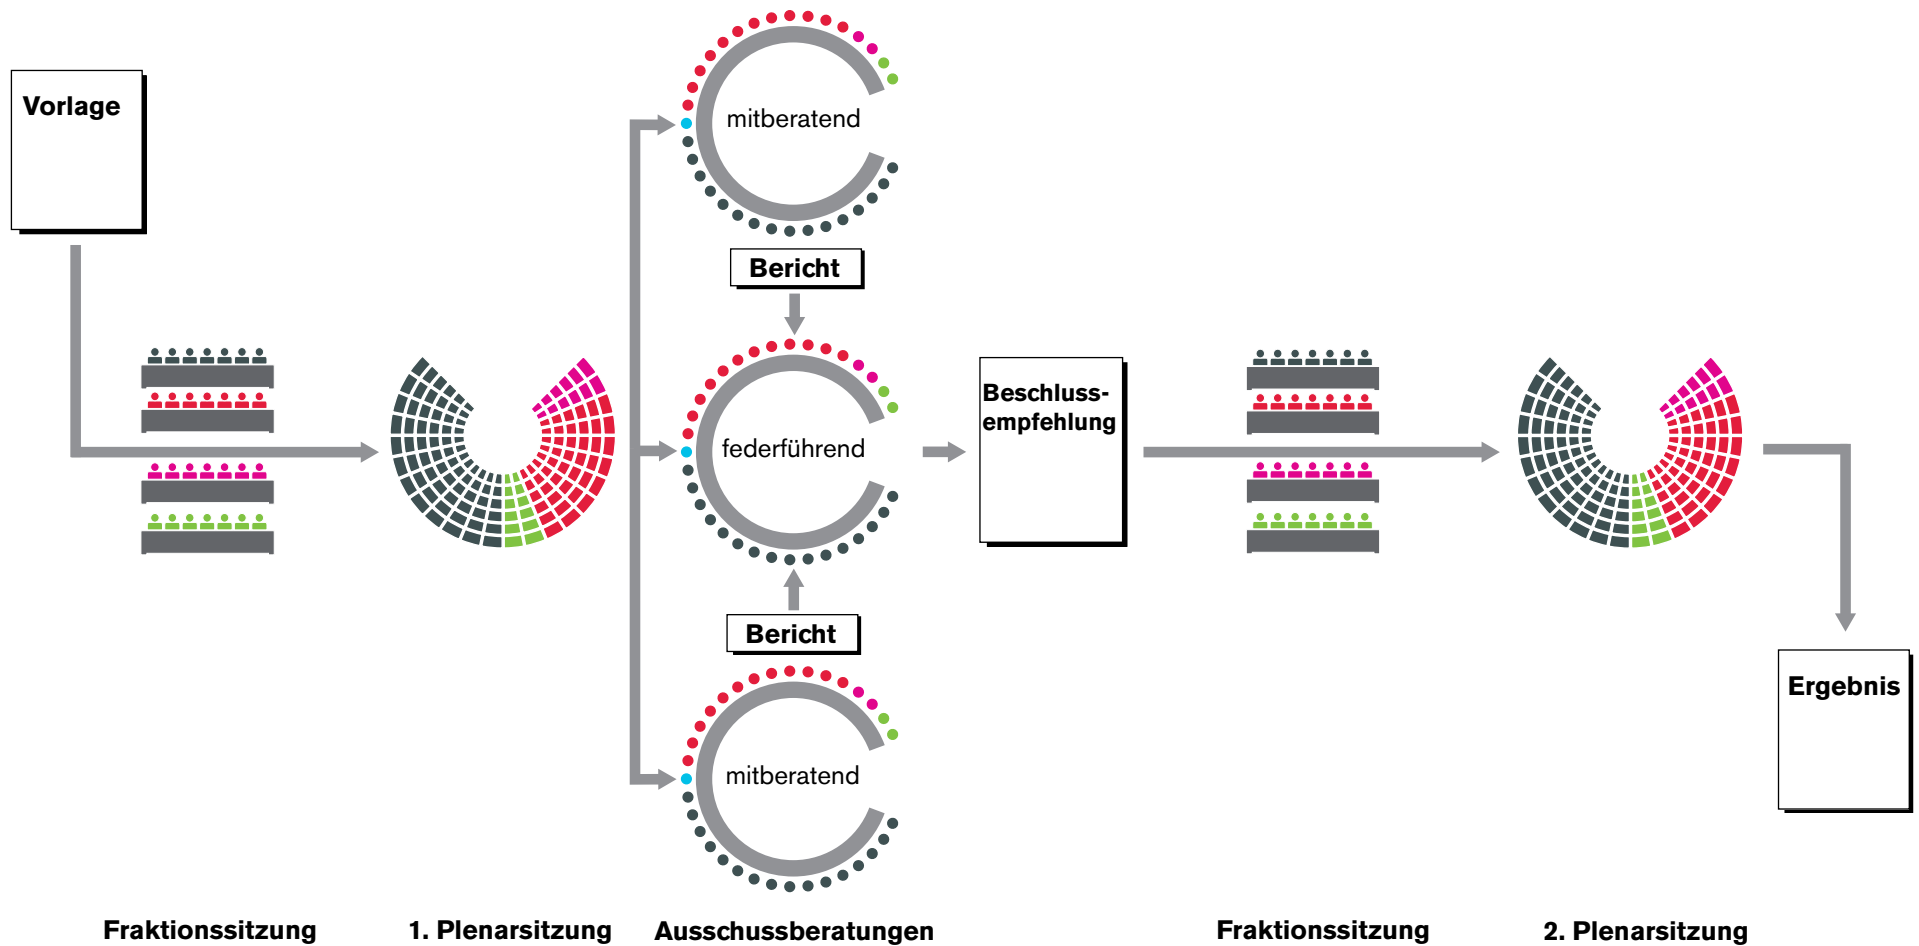 Vorlage
mitberatend
Bericht
federführend
Bericht
mitberatend
Beschluss-
empfehlung
Ergebnis
Fraktionssitzung
1. Plenarsitzung
Ausschussberatungen
Fraktionssitzung
2. Plenarsitzung